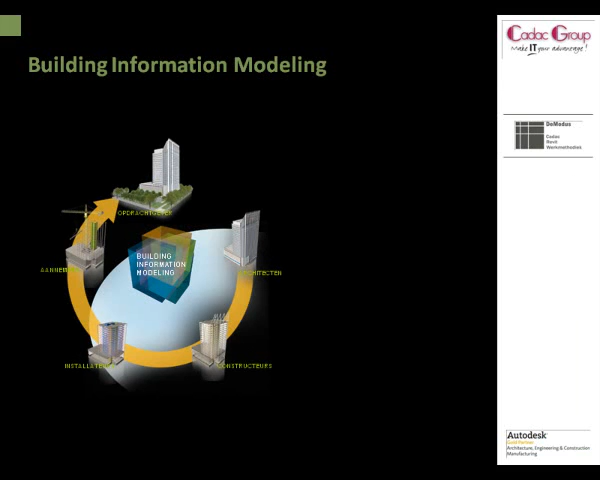 Building Information Modeling
Cadac Group
Make IT your advantage!
DeModus
Cadac
Revit
Werkmethodes
OPDRACHTGEVER
BUILDING
INFORMATION
MODELING
AANNEMERS
ARCHITECTEN
INSTALLATEURS
CONSTRUCTEURS
Autodesk
Gold Partner
Architecture, Engineering & Construction
Manufacturing